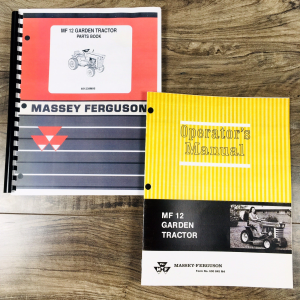 MF 12 GARDEN TRACTOR
PARTS BOOK
MASSEY FERGUSON
Operator's
Manual
MF 12
GARDEN
TRACTOR
MASSEY-FERGUSON